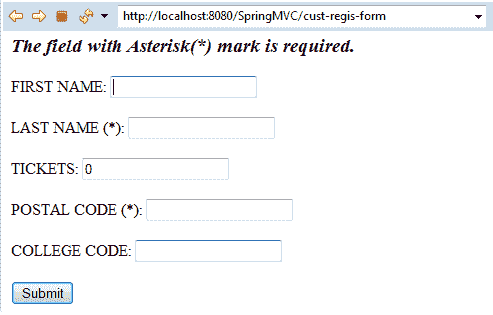 http://localhost:8080/SpringMVC/cust-regis-form
The field with Asterisk(*) mark is required.
FIRST NAME:
LAST NAME (*):
TICKETS: 0
POSTAL CODE (*):
COLLEGE CODE:
Submit